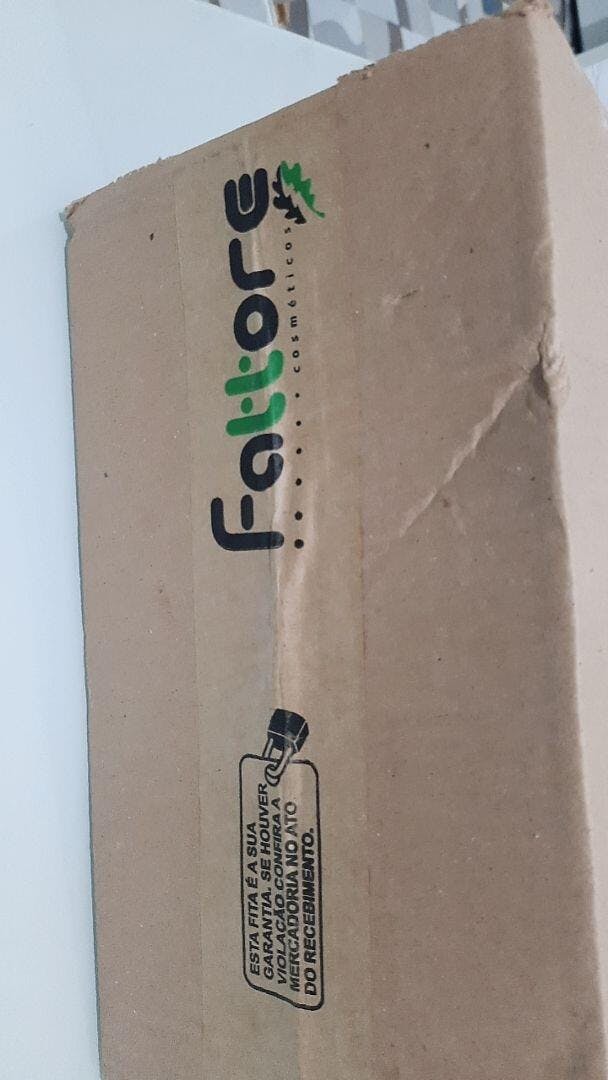 Fattore
cosméticos
ESTA FITA É A SUA
GARANTIA. SE HOUVER
VIOLAÇÃO CONFIRA A
MERCADORIA NO ATO
DO RECEBIMENTO.